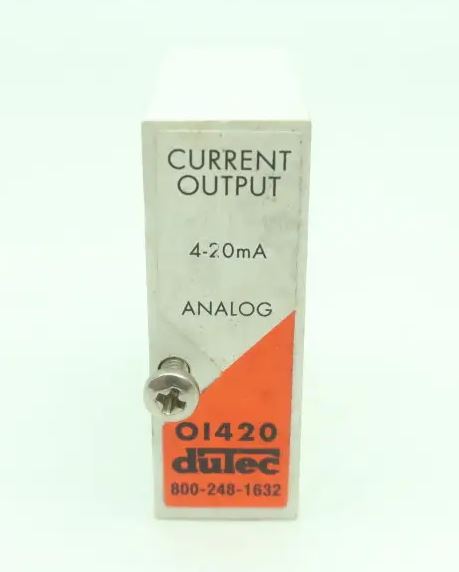 CURRENT
OUTPUT
4-20mA
ANALOG
OI420
duTec
800-248-1632